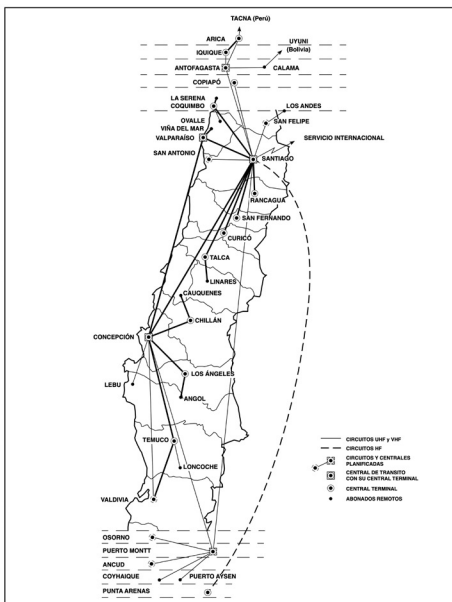 TACNA (Perú)
ARICA
UYUNI
(Bolivia)
IQUIQUE
ANTOFAGASTA
CALAMA
COPIAPÓ
LA SERENA
COQUIMBO
LOS ANDES
OVALLE
SAN FELIPE
VIÑA DEL MAR
VALPARAÍSO
SERVICIO INTERNACIONAL
SAN ANTONIO
SANTIAGO
RANCAGUA
SAN FERNANDO
CURICÓ
TALCA
LINARES
CAUQUENES
CHILLÁN
CONCEPCIÓN
LOS ÁNGELES
LEBU
ANGOL
TEMUCO
LONCOCHE
VALDIVIA
CIRCUITOS UHF y VHF
CIRCUITOS HF
CIRCUITOS Y CENTRALES
PLANIFICADAS
CENTRAL DE TRANSITO
CON SU CENTRAL TERMINAL
CENTRAL TERMINAL
ABONADOS REMOTOS
OSORNO
PUERTO MONTT
ANCUD
COYHAIQUE
PUERTO AYSEN
PUNTA ARENAS